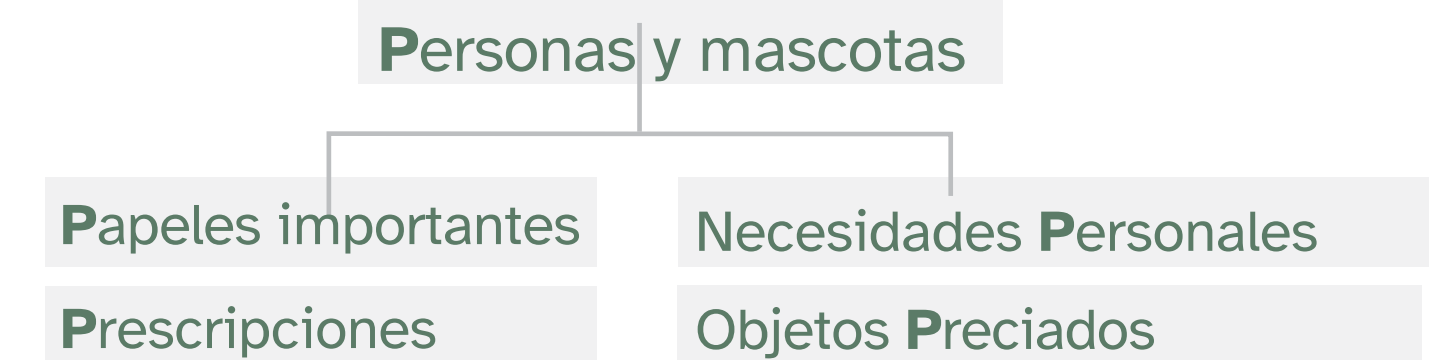 Personas y mascotas
Papeles importantes
Necesidades Personales
Prescripciones
Objetos Preciados